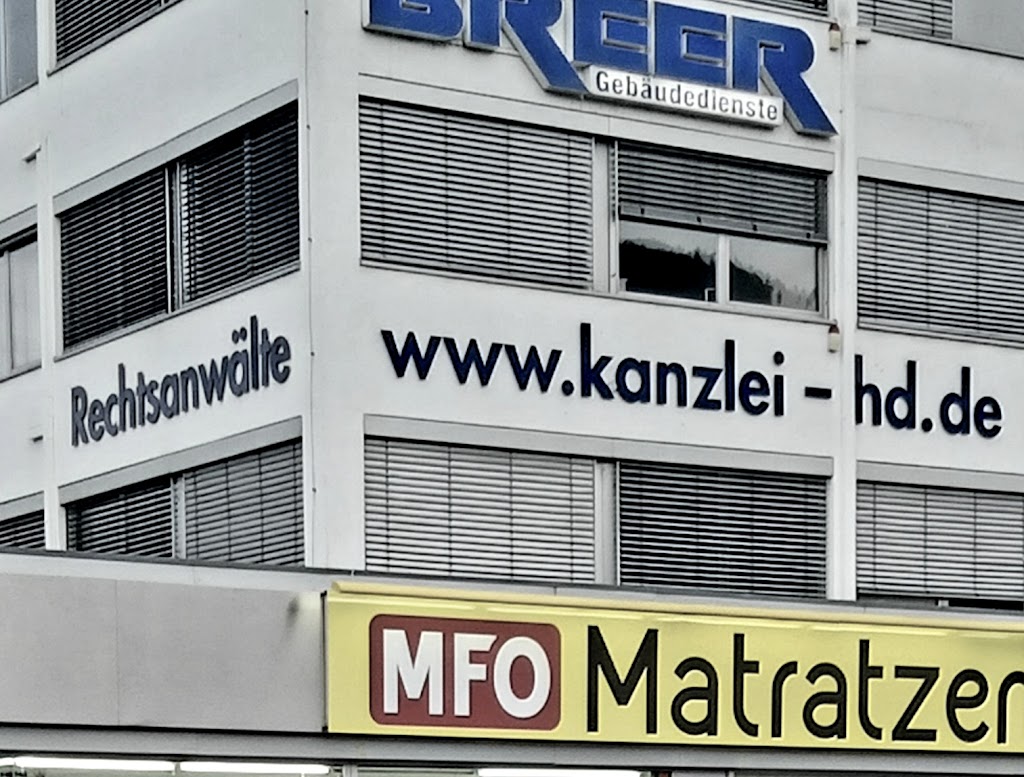 BREER
Gebäudedienste
Rechtsanwälte
www.kanzlei-hd.de
MFO Matratzen